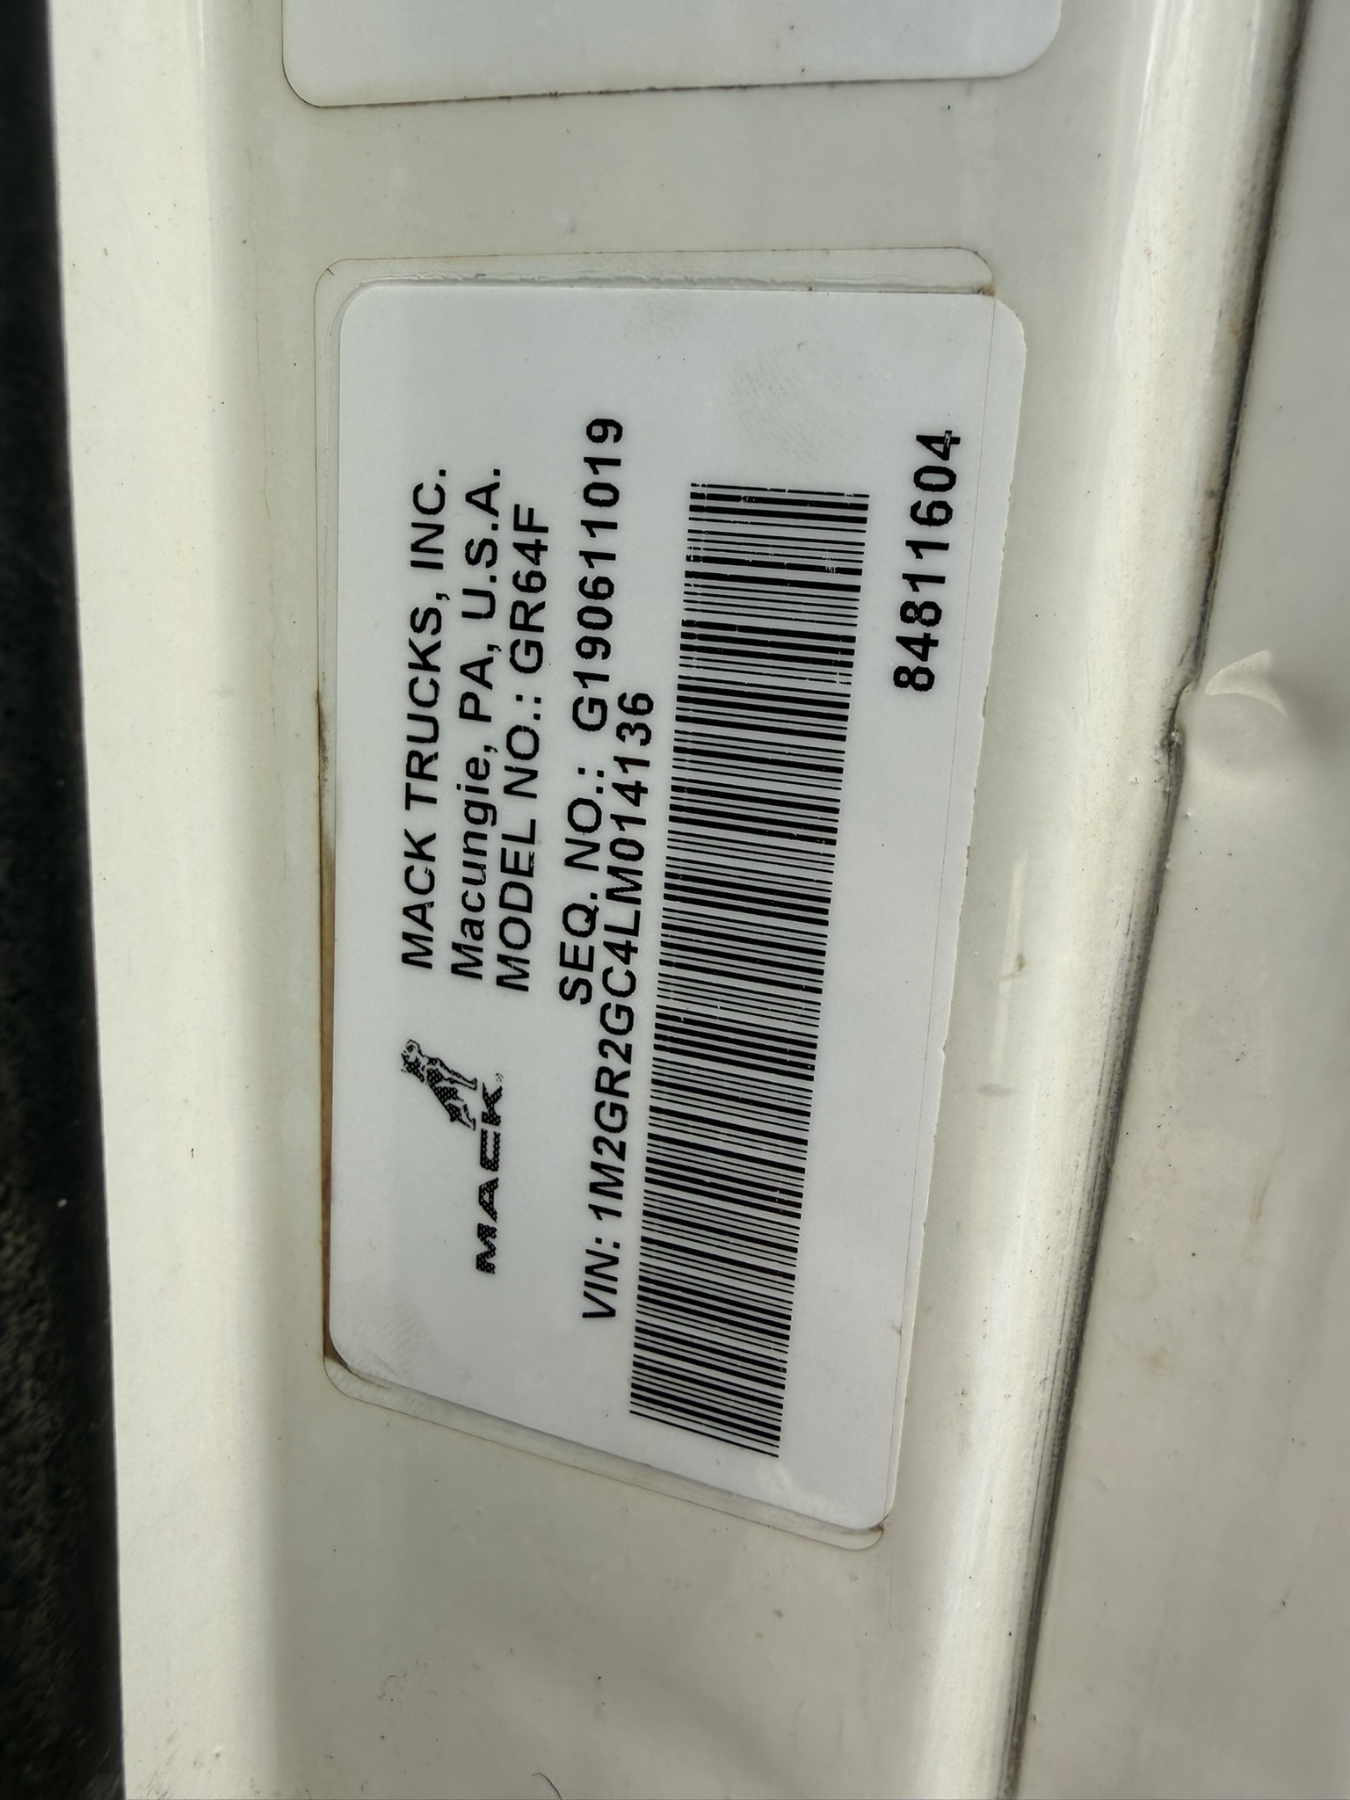 MACK
MACK TRUCKS, INC.
Macungie, PA, U.S.A.
MODEL NO.: GR64F
SEQ. NO.: G190611019
VIN: 1M2GR2GC4LM014136
84811604